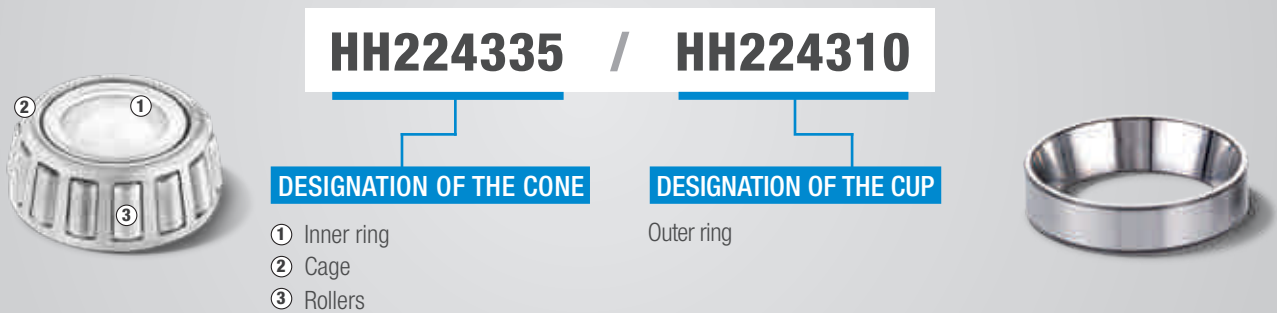 HH224335 / HH224310
② ①
③
DESIGNATION OF THE CONE
① Inner ring
② Cage
③ Rollers
DESIGNATION OF THE CUP
Outer ring